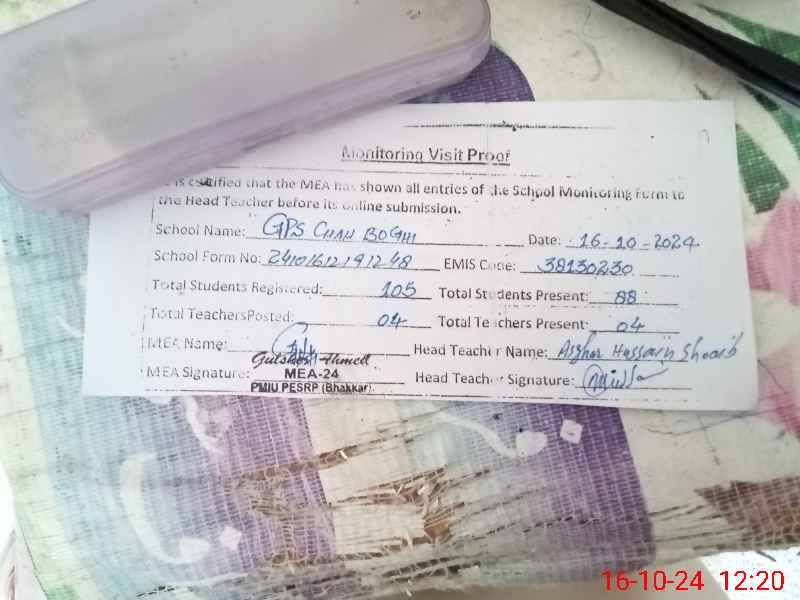 Monitoring Visit Proof
is certified that the MEA has shown all entries of the School Monitoring Form to
the Head Teacher before its online submission.
School Name: GPS CHAH BOGHI Date: 16-10-2024
School Form No: EMIS Code: 38130230
Total Students Registered: 105 Total Students Present: 88
Total TeachersPosted: 04 Total Teachers Present: 04
MEA Name: Head Teacher Name: Asghar Hussain Shoaib
Gulshan Ahmed
MEA Signature: MEA-24 Head Teacher Signature:
PMIU PESRP (Bhakkar)
16-10-24 12:20